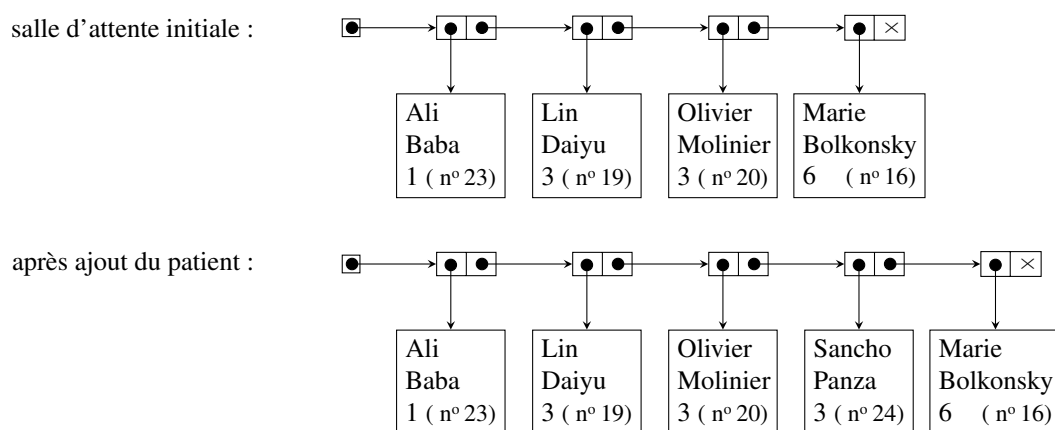 salle d'attente initiale :
Ali
Baba
1 ( nº 23)
Lin
Daiyu
3 ( nº 19)
Olivier
Molinier
3 ( nº 20)
Marie
Bolkonsky
6 ( nº 16)
après ajout du patient :
Ali
Baba
1 ( nº 23)
Lin
Daiyu
3 ( nº 19)
Olivier
Molinier
3 ( nº 20)
Sancho
Panza
3 ( nº 24)
Marie
Bolkonsky
6 ( nº 16)